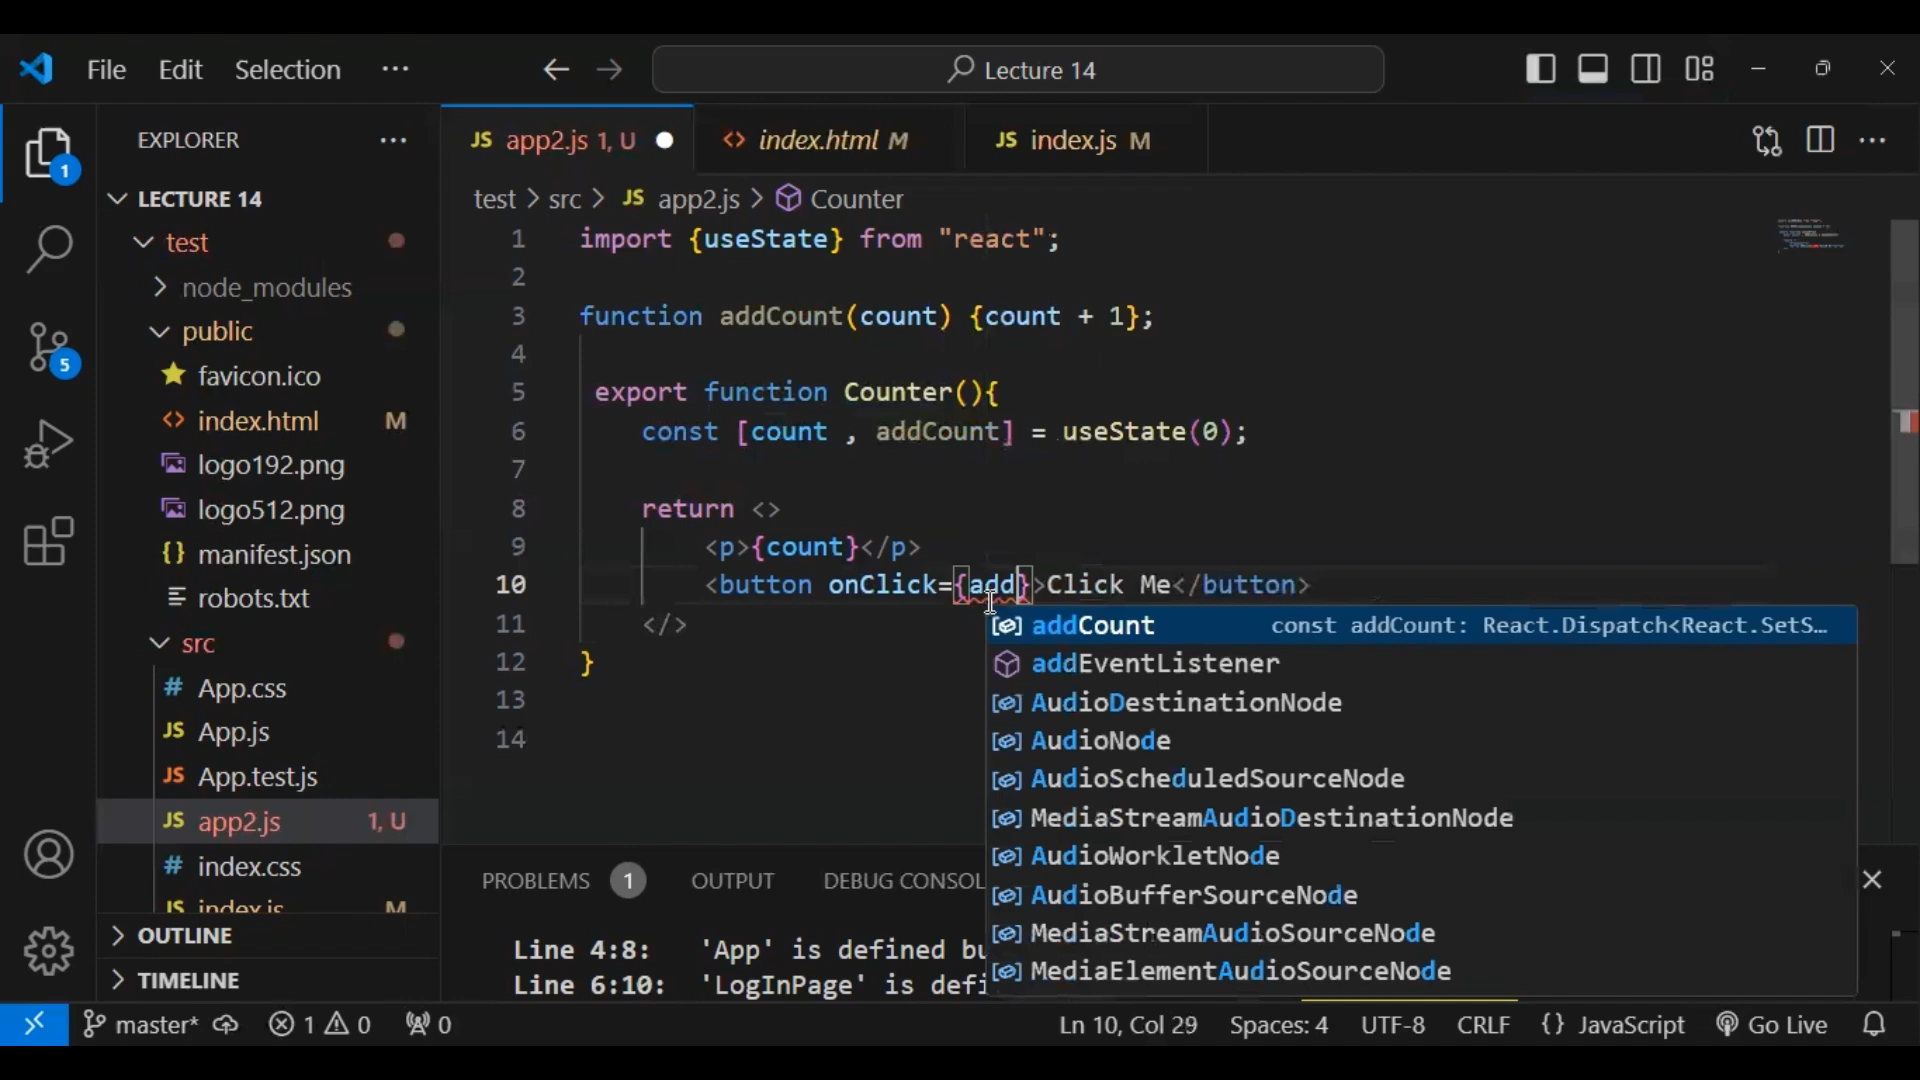 File Edit Selection ··· Lecture 14
EXPLORER ···
LECTURE 14
test
node_modules
public
favicon.ico
index.html M
logo192.png
logo512.png
manifest.json
robots.txt
src
App.css
App.js
App.test.js
app2.js 1, U
index.css
index.js M
OUTLINE
TIMELINE
1
5
JS app2.js 1, U <> index.html M JS index.js M
test > src > JS app2.js > Counter
1 import {useState} from "react";
2
3 function addCount(count) {count + 1};
4
5 export function Counter(){
6 const [count , addCount] = useState(0);
7
8 return <>
9 <p>{count}</p>
10 <button onClick={add}>Click Me</button>
11 </>
12 }
13
14
addCount const addCount: React.Dispatch<React.SetS…
addEventListener
AudioDestinationNode
AudioNode
AudioScheduledSourceNode
MediaStreamAudioDestinationNode
AudioWorkletNode
AudioBufferSourceNode
MediaStreamAudioSourceNode
MediaElementAudioSourceNode
PROBLEMS 1 OUTPUT DEBUG CONSOL
Line 4:8: 'App' is defined bu
Line 6:10: 'LogInPage' is defi
master* 1 0 0 Ln 10, Col 29 Spaces: 4 UTF-8 CRLF {} JavaScript Go Live